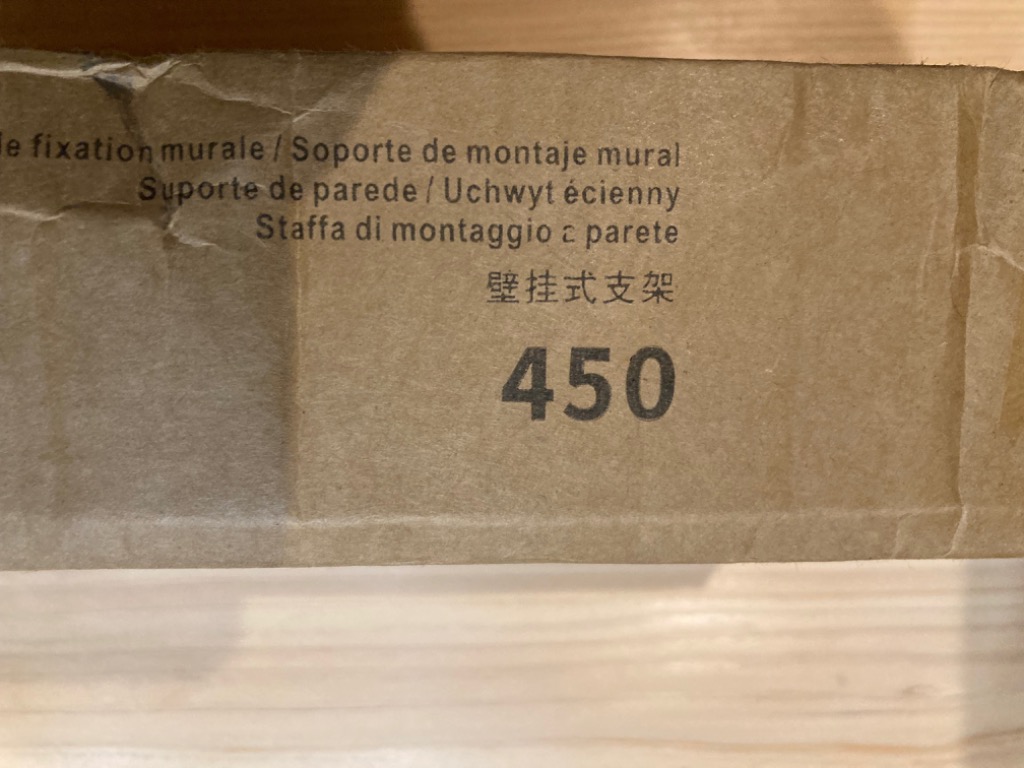 de fixation murale / Soporte de montaje mural
Suporte de parede / Uchwyt écienny
Staffa di montaggio a parete
壁挂式支架
450